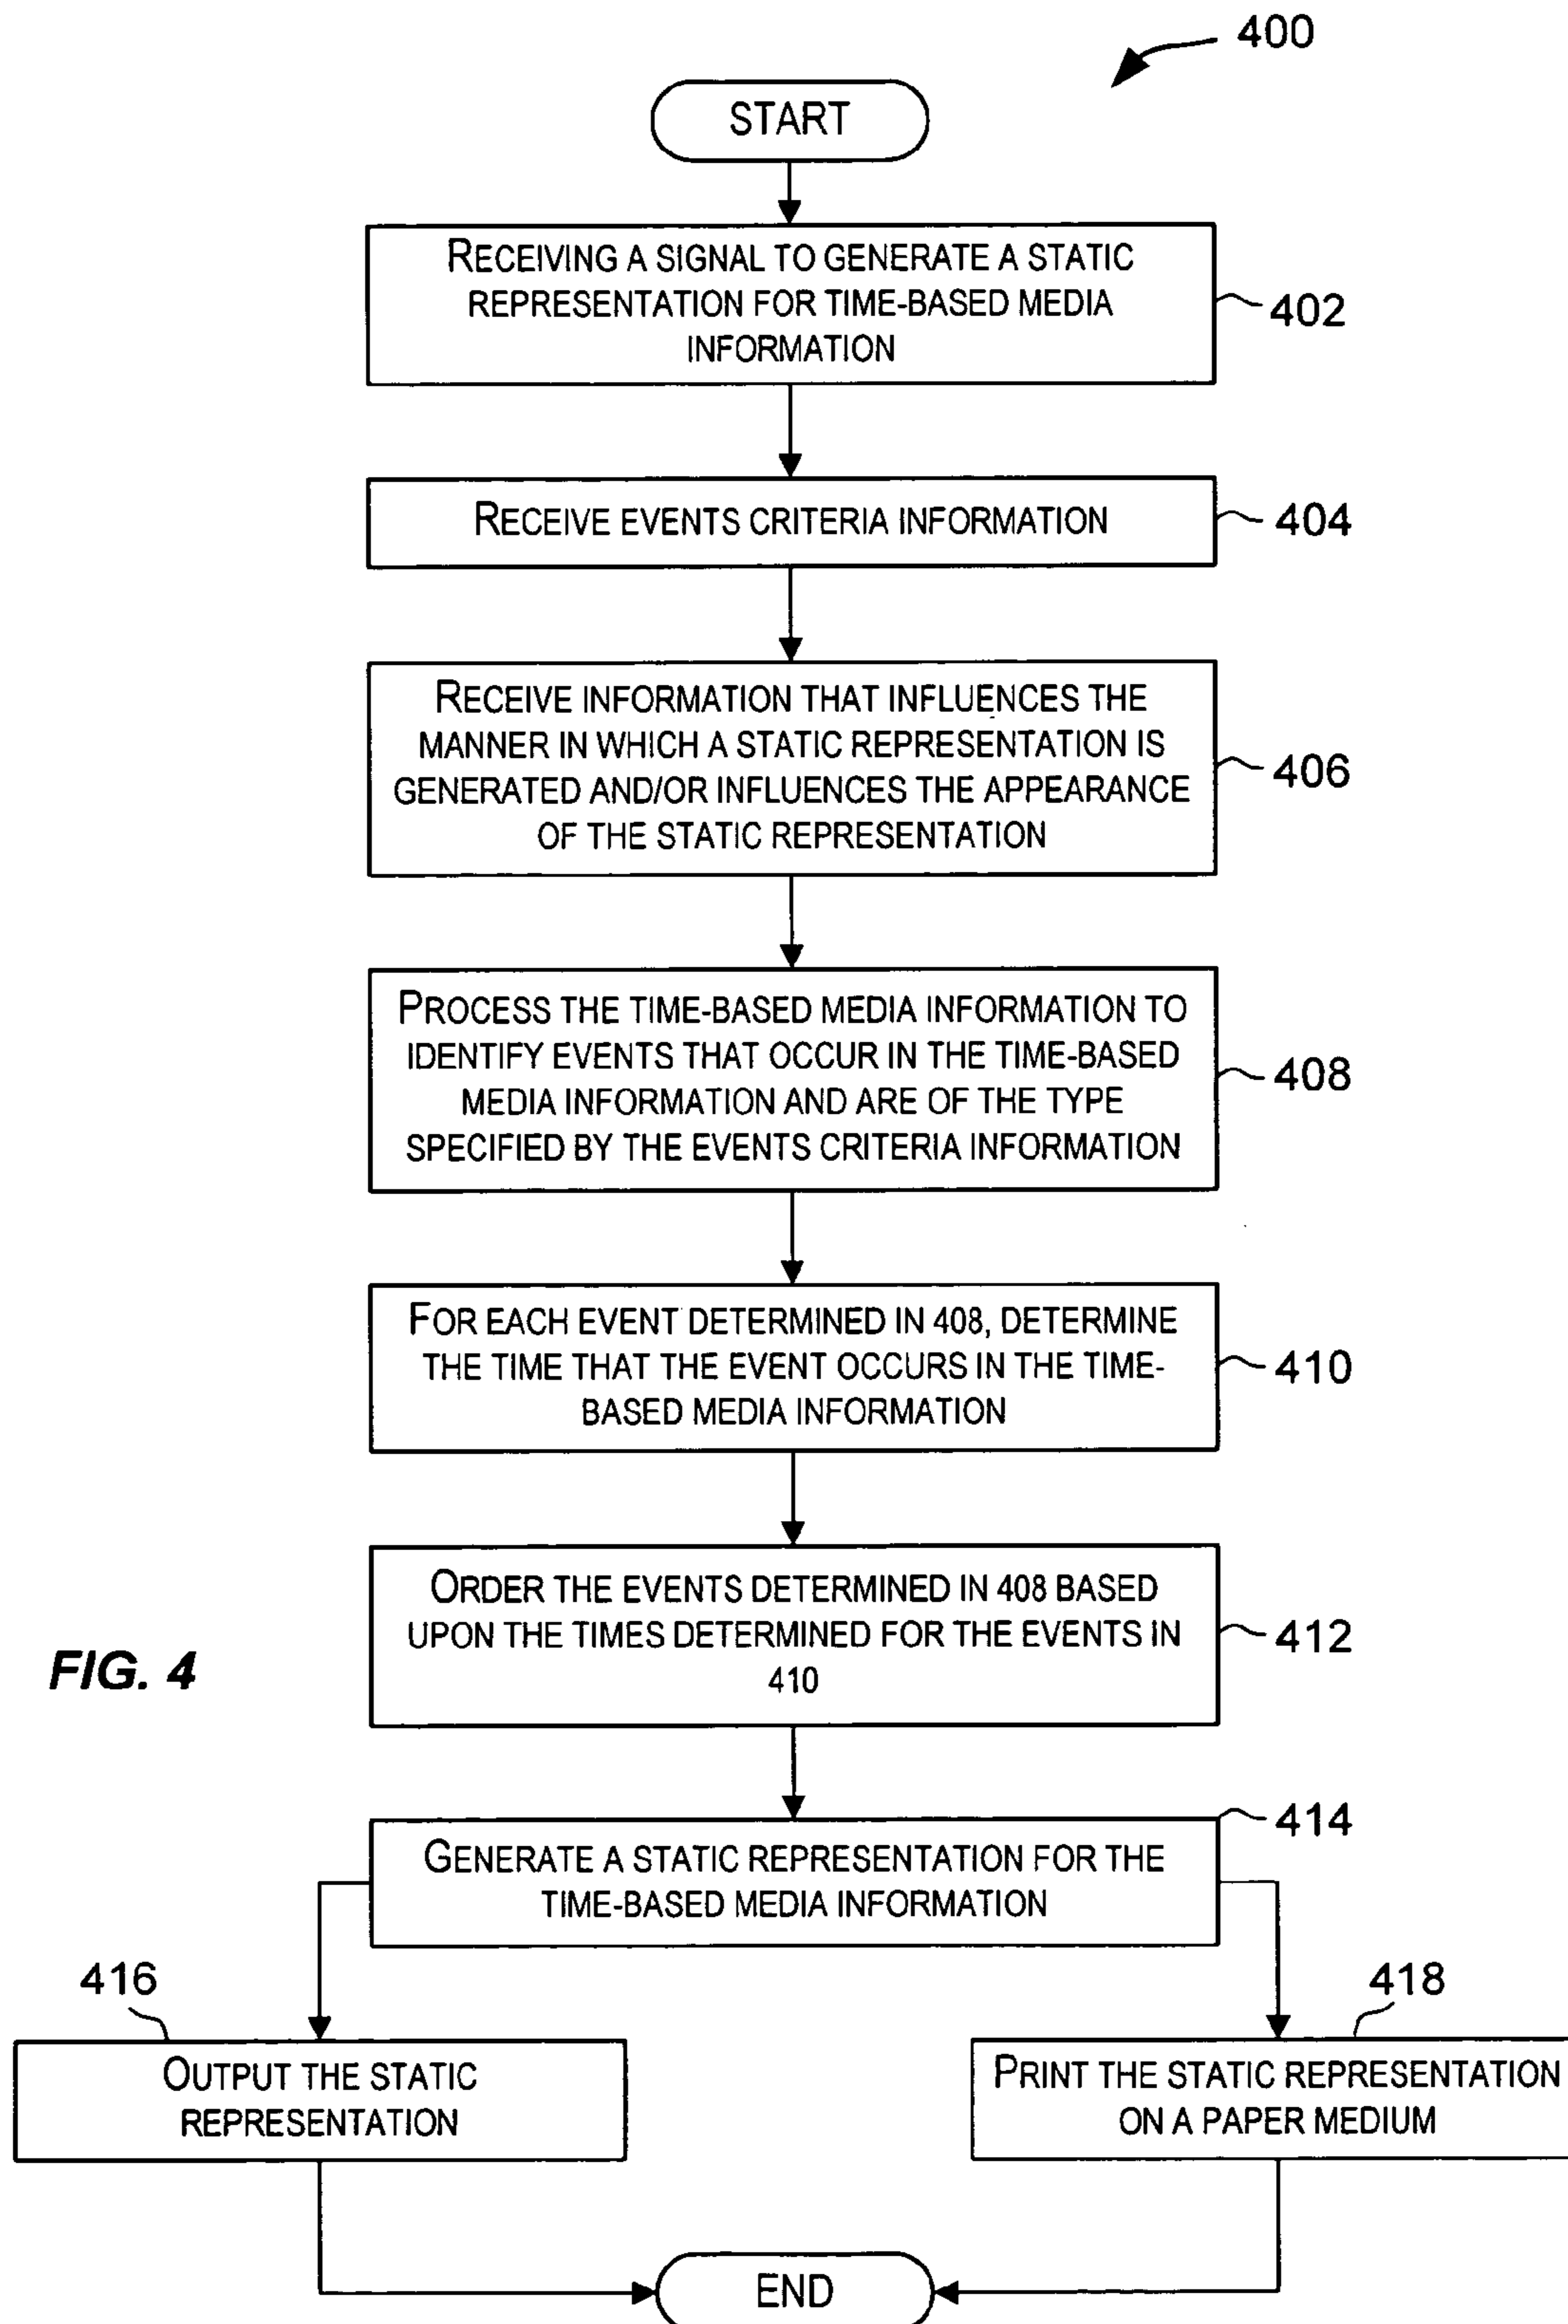 400
START
RECEIVING A SIGNAL TO GENERATE A STATIC
REPRESENTATION FOR TIME-BASED MEDIA
INFORMATION
402
RECEIVE EVENTS CRITERIA INFORMATION
404
RECEIVE INFORMATION THAT INFLUENCES THE
MANNER IN WHICH A STATIC REPRESENTATION IS
GENERATED AND/OR INFLUENCES THE APPEARANCE
OF THE STATIC REPRESENTATION
406
PROCESS THE TIME-BASED MEDIA INFORMATION TO
IDENTIFY EVENTS THAT OCCUR IN THE TIME-BASED
MEDIA INFORMATION AND ARE OF THE TYPE
SPECIFIED BY THE EVENTS CRITERIA INFORMATION
408
FOR EACH EVENT DETERMINED IN 408, DETERMINE
THE TIME THAT THE EVENT OCCURS IN THE TIME-
BASED MEDIA INFORMATION
410
ORDER THE EVENTS DETERMINED IN 408 BASED
UPON THE TIMES DETERMINED FOR THE EVENTS IN
410
412
FIG. 4
GENERATE A STATIC REPRESENTATION FOR THE
TIME-BASED MEDIA INFORMATION
414
416
OUTPUT THE STATIC
REPRESENTATION
418
PRINT THE STATIC REPRESENTATION
ON A PAPER MEDIUM
END